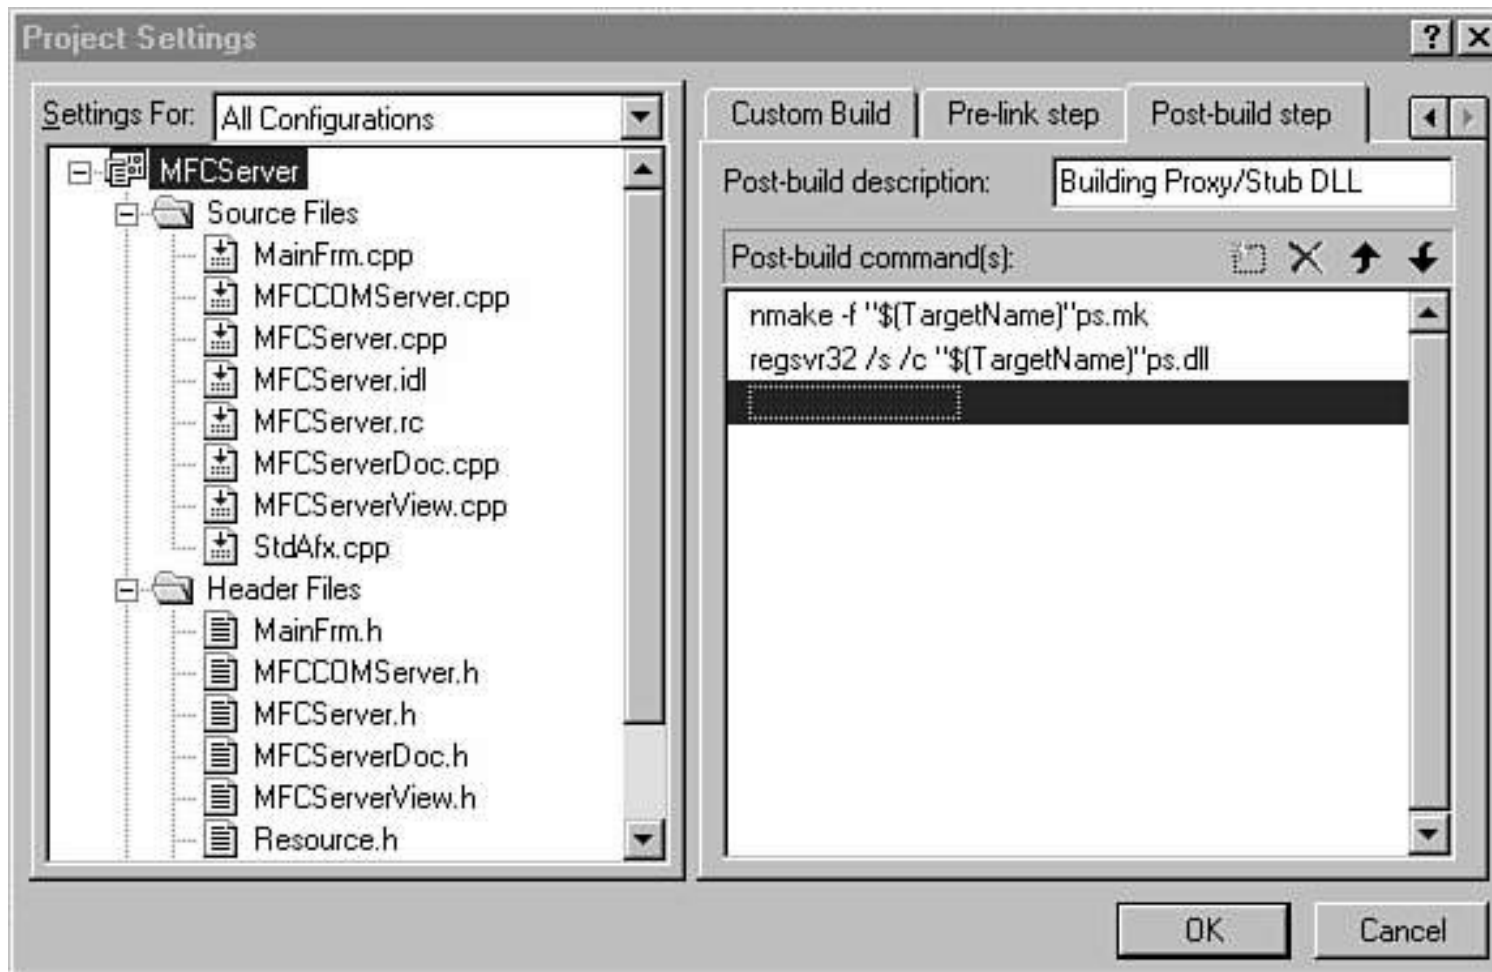 Project Settings
Settings For: All Configurations
MFCServer
Source Files
MainFrm.cpp
MFCCOMServer.cpp
MFCServer.cpp
MFCServer.idl
MFCServer.rc
MFCServerDoc.cpp
MFCServerView.cpp
StdAfx.cpp
Header Files
MainFrm.h
MFCCOMServer.h
MFCServer.h
MFCServerDoc.h
MFCServerView.h
Resource.h
Custom Build Pre-link step Post-build step
Post-build description: Building Proxy/Stub DLL
Post-build command(s):
nmake -f "$(TargetName)"ps.mk
regsvr32 /s /c "$(TargetName)"ps.dll
OK Cancel